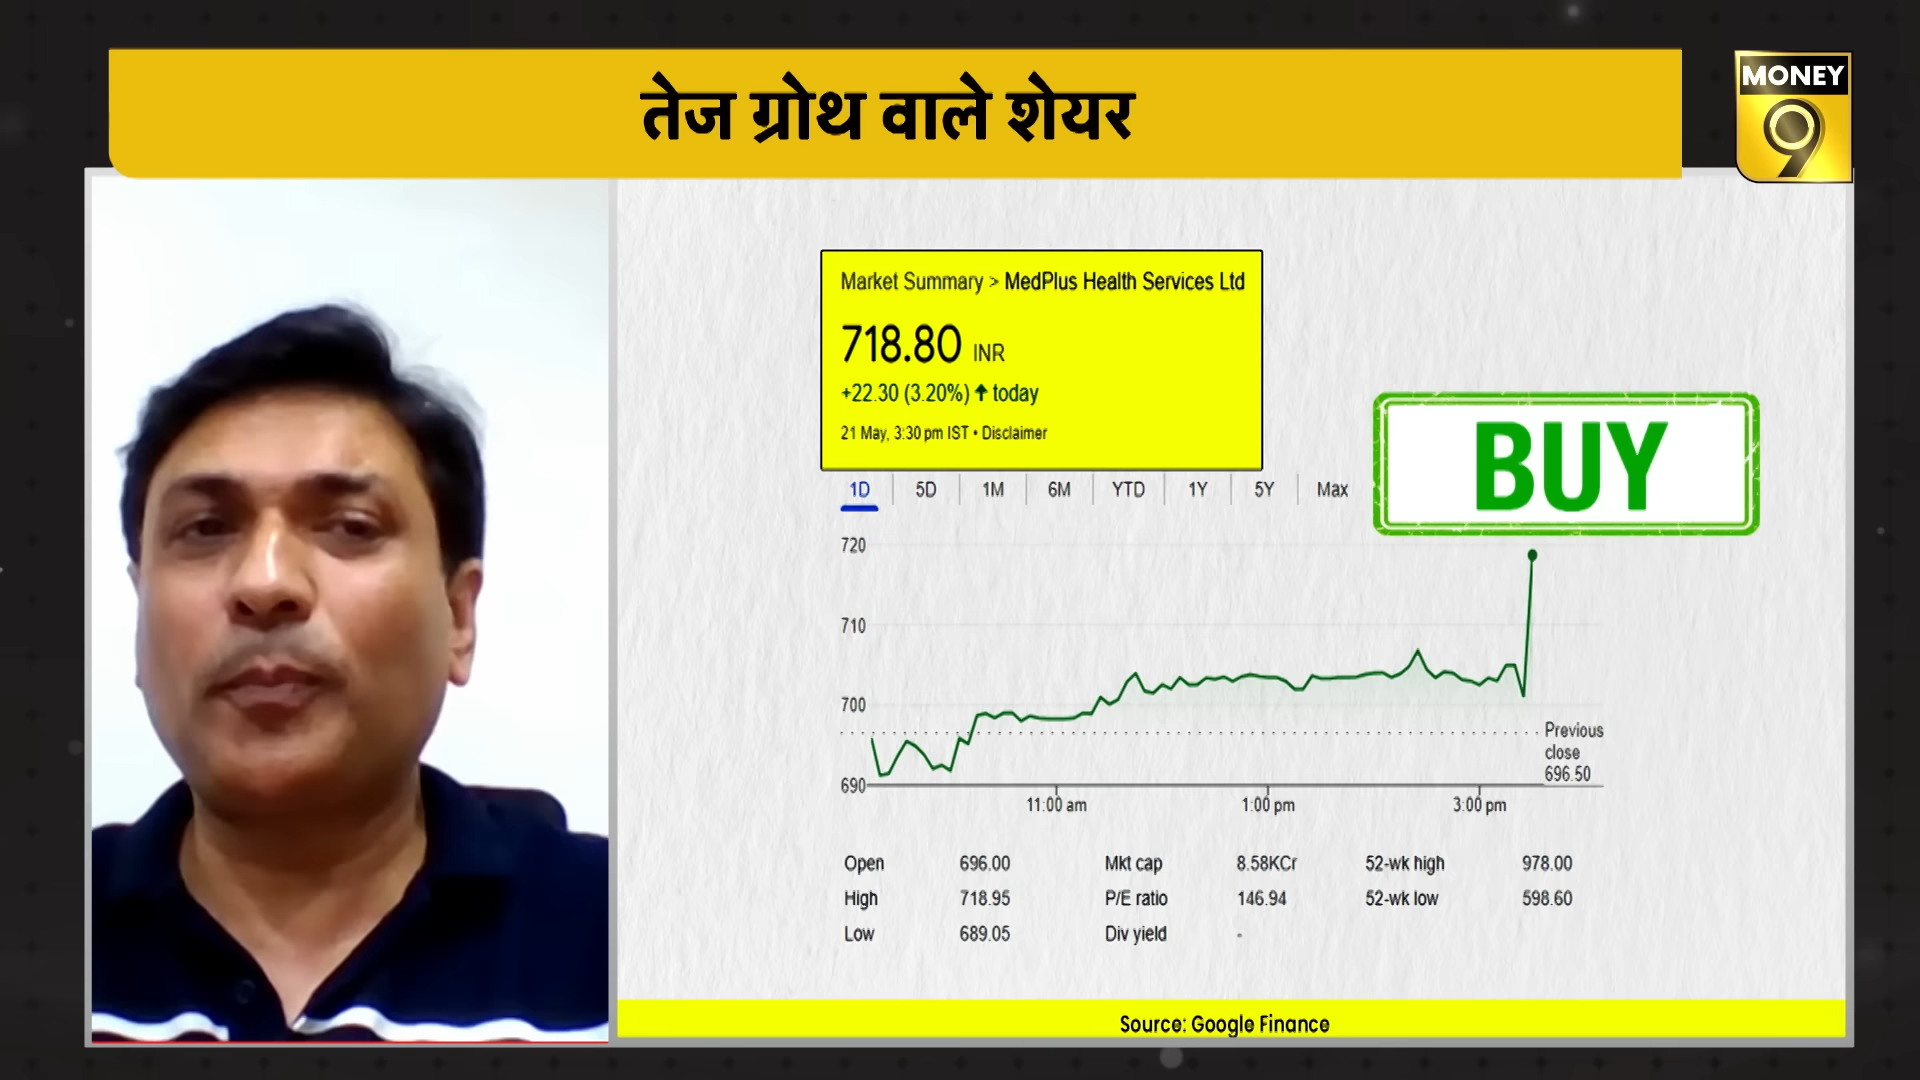 तेज ग्रोथ वाले शेयर
MONEY
9
Market Summary > MedPlus Health Services Ltd
718.80 INR
+22.30 (3.20%) ↑ today
21 May, 3:30 pm IST • Disclaimer
1D 5D 1M 6M YTD 1Y 5Y Max
BUY
720
710
700
690
Previous
close
696.50
11:00 am 1:00 pm 3:00 pm
Open 696.00 Mkt cap 8.58KCr 52-wk high 978.00
High 718.95 P/E ratio 146.94 52-wk low 598.60
Low 689.05 Div yield -
Source: Google Finance